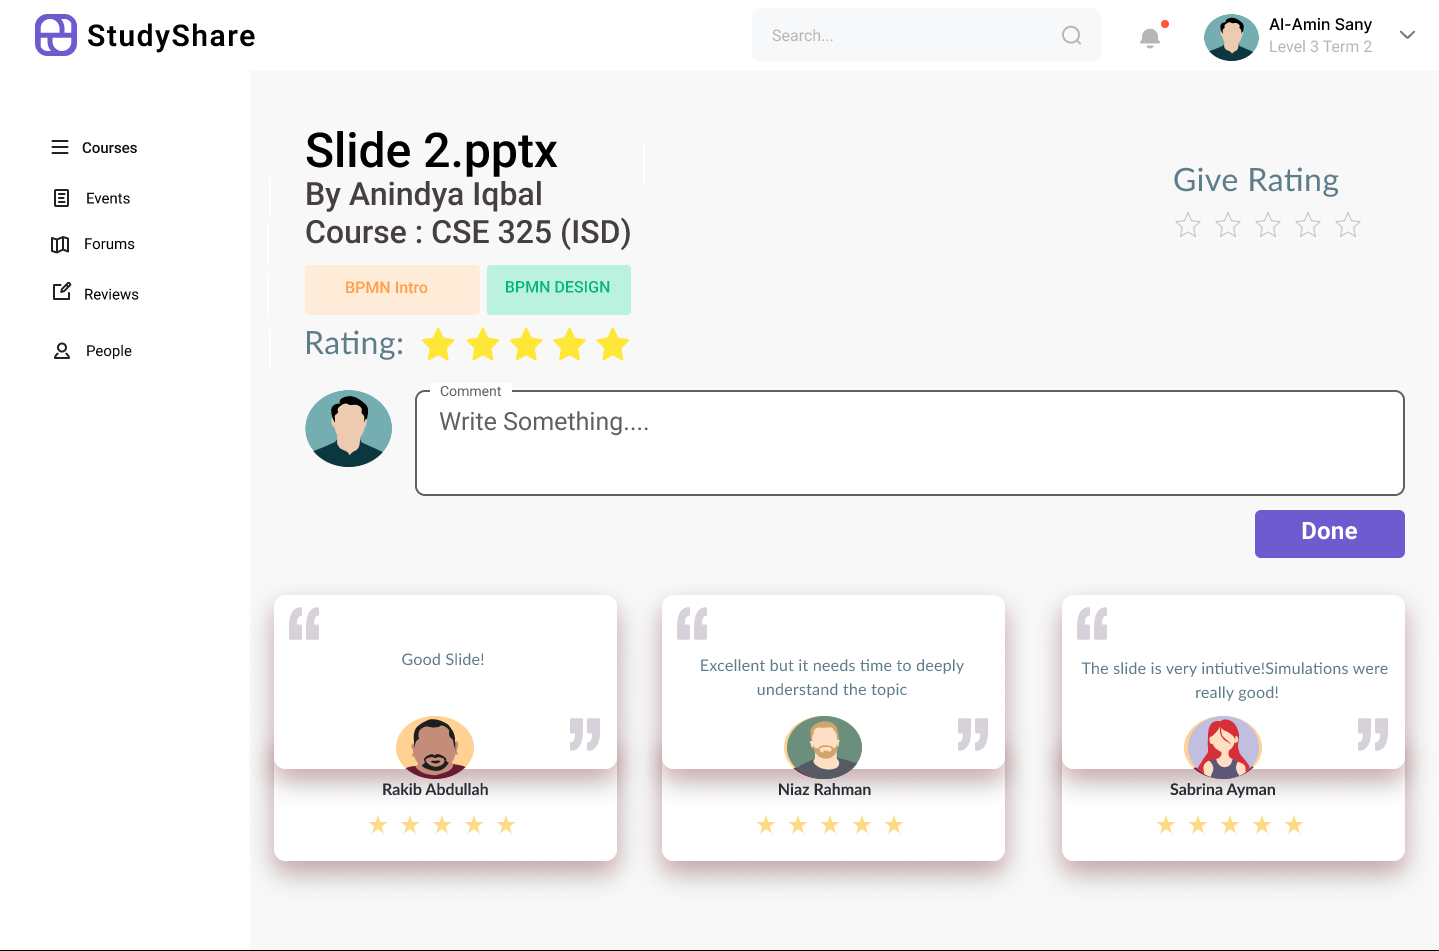 StudyShare
Search...
Al-Amin Sany
Level 3 Term 2
Courses
Events
Forums
Reviews
People
Slide 2.pptx
By Anindya Iqbal
Course : CSE 325 (ISD)
Give Rating
BPMN Intro
BPMN DESIGN
Rating:
Comment
Write Something....
Done
“
Good Slide!
”
Rakib Abdullah
“
Excellent but it needs time to deeply
understand the topic
”
Niaz Rahman
“
The slide is very intiutive!Simulations were
really good!
”
Sabrina Ayman